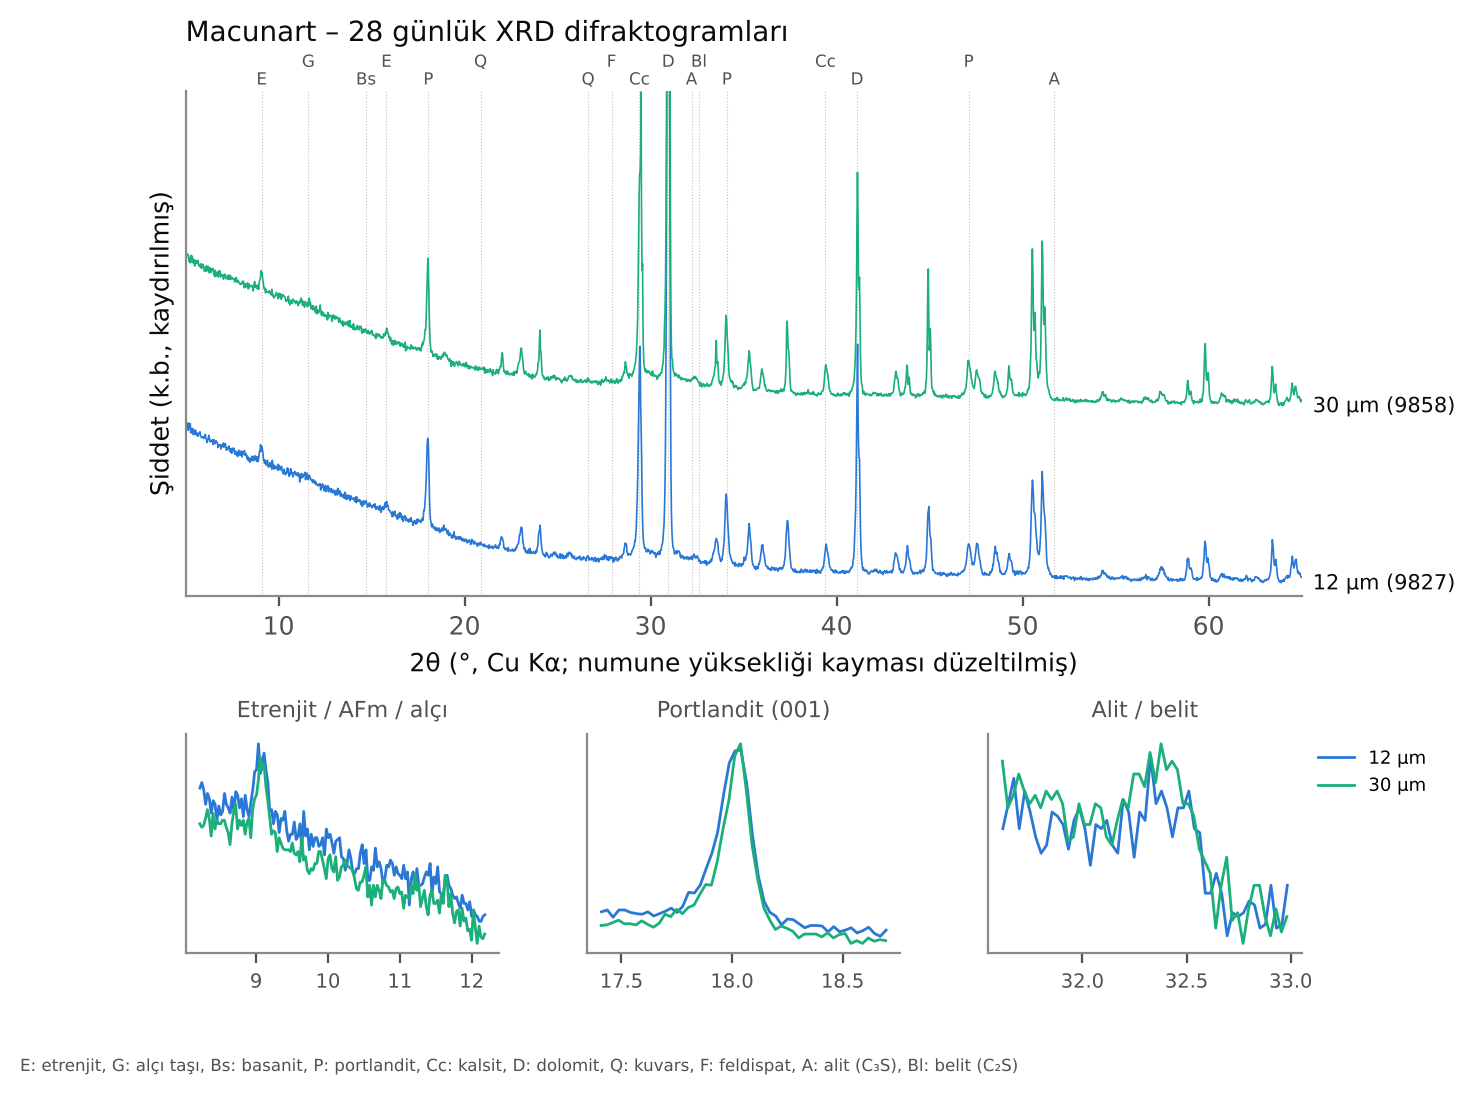 Macunart – 28 günlük XRD difraktogramları
G E Q F D Bl Cc P
E Bs P Q Cc A P D A
Şiddet (k.b., kaydırılmış)
30 µm (9858)
12 µm (9827)
10 20 30 40 50 60
2θ (°, Cu Kα; numune yüksekliği kayması düzeltilmiş)
Etrenjit / AFm / alçı
9 10 11 12
Portlandit (001)
17.5 18.0 18.5
Alit / belit
32.0 32.5 33.0
12 µm
30 µm
E: etrenjit, G: alçı taşı, Bs: basanit, P: portlandit, Cc: kalsit, D: dolomit, Q: kuvars, F: feldispat, A: alit (C₃S), Bl: belit (C₂S)